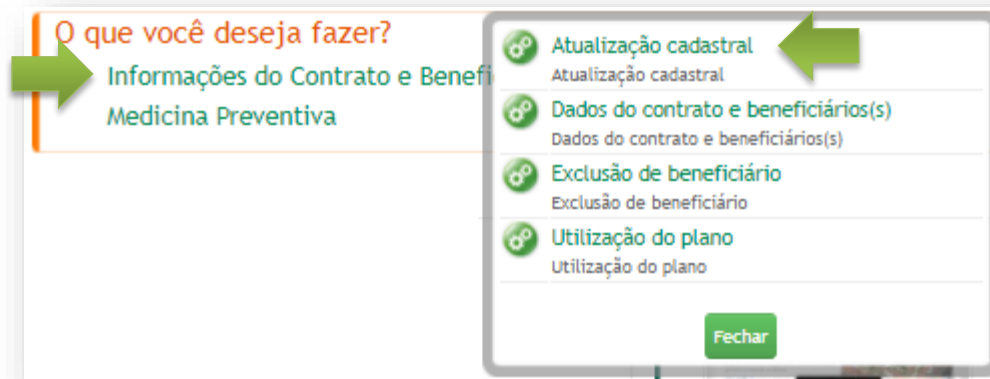 O que você deseja fazer?
Informações do Contrato e Benefi
Medicina Preventiva
Atualização cadastral
Atualização cadastral
Dados do contrato e beneficiários(s)
Dados do contrato e beneficiários(s)
Exclusão de beneficiário
Exclusão de beneficiário
Utilização do plano
Utilização do plano
Fechar